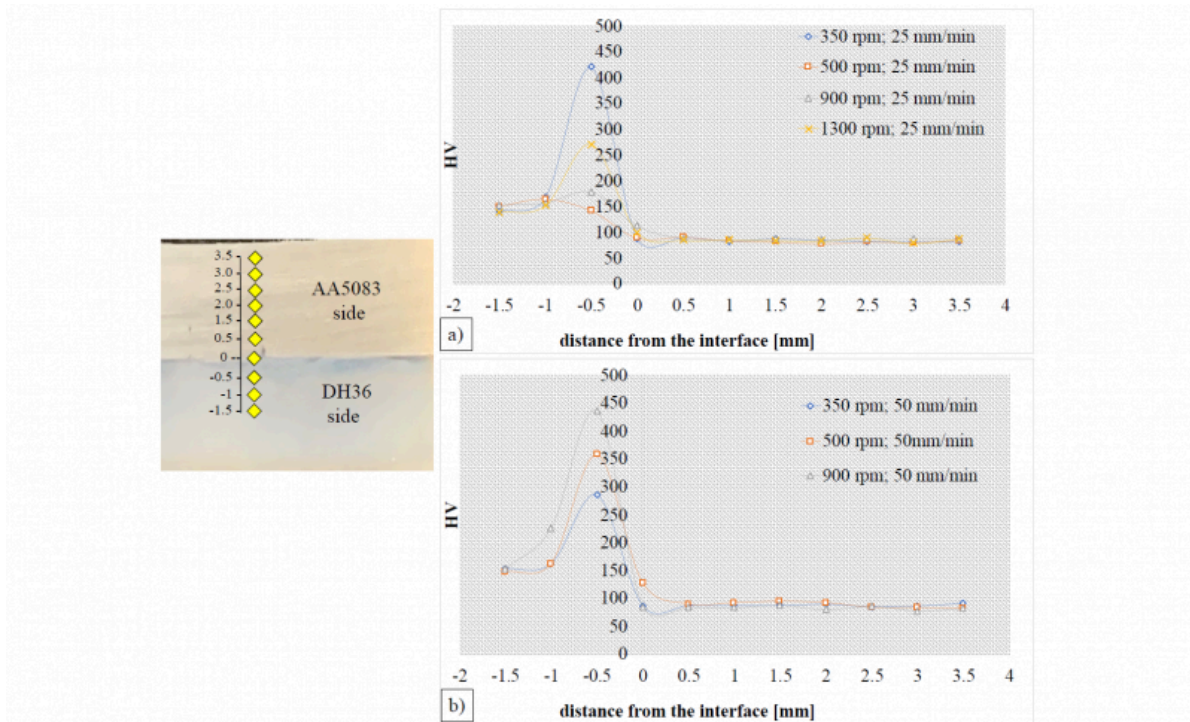 3.5
3.0
2.5
2.0
1.5
0.5
0
-0.5
-1
-1.5
AA5083
side
DH36
side
500
450
400
350
300
250
200
150
100
50
0
HV
350 rpm; 25 mm/min
500 rpm; 25 mm/min
900 rpm; 25 mm/min
1300 rpm; 25 mm/min
-2 -1.5 -1 -0.5 0 0.5 1 1.5 2 2.5 3 3.5 4
a)
distance from the interface [mm]
500
450
400
350
300
250
200
150
100
50
0
HV
350 rpm; 50 mm/min
500 rpm; 50mm/min
900 rpm; 50 mm/min
-2 -1.5 -1 -0.5 0 0.5 1 1.5 2 2.5 3 3.5 4
b)
distance from the interface [mm]